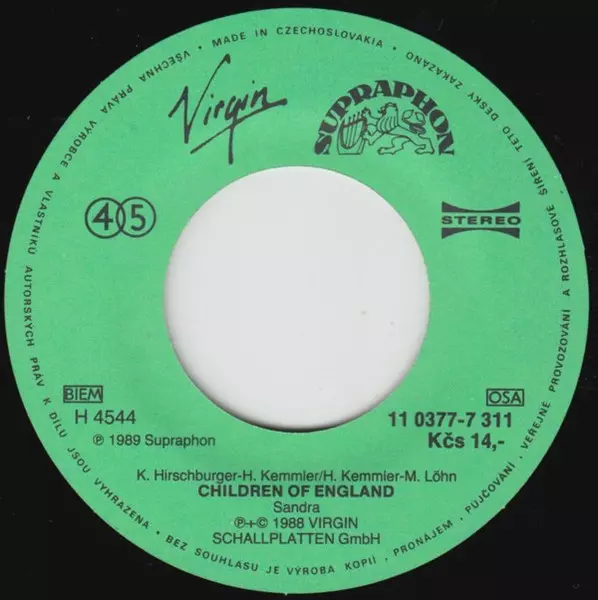 VŠECHNA PRÁVA VÝROBCE A VLASTNÍKŮ AUTORSKÝCH PRÁV K DÍLU JSOU VYHRAZENA • BEZ SOUHLASU JE VÝROBA KOPIÍ, PRONÁJEM, PŮJČOVÁNÍ, VEŘEJNÉ PROVOZOVÁNÍ A ROZHLASOVÉ ŠÍŘENÍ TÉTO DESKY ZAKÁZÁNO • MADE IN CZECHOSLOVAKIA •
Virgin
SUPRAPHON
45
STEREO
BIEM
OSA
H 4544
11 0377-7 311
℗ 1989 Supraphon
Kčs 14,-
K. Hirschburger-H. Kemmler/H. Kemmier-M. Löhn
CHILDREN OF ENGLAND
Sandra
℗+© 1988 VIRGIN
SCHALLPLATTEN GmbH